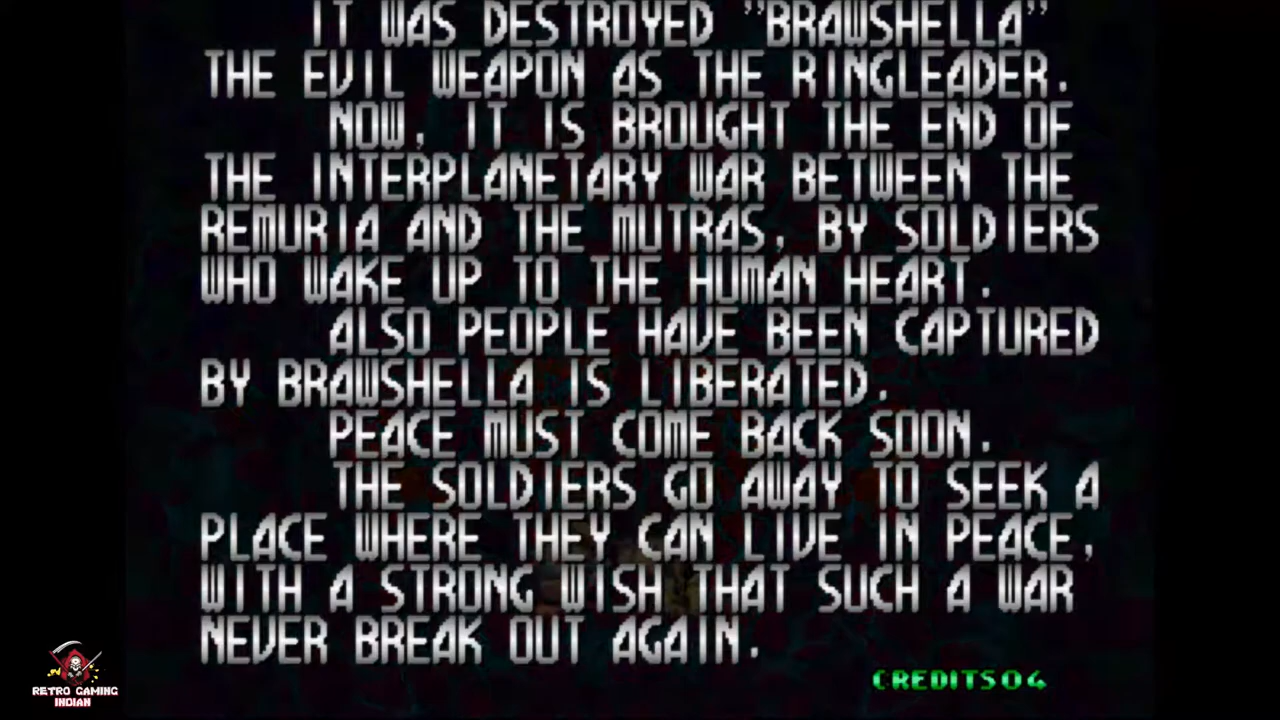 IT WAS DESTROYED "BRAWSHELLA"
THE EVIL WEAPON AS THE RINGLEADER.
NOW, IT IS BROUGHT THE END OF
THE INTERPLANETARY WAR BETWEEN THE
REMURIA AND THE MUTRAS, BY SOLDIERS
WHO WAKE UP TO THE HUMAN HEART.
ALSO PEOPLE HAVE BEEN CAPTURED
BY BRAWSHELLA IS LIBERATED.
PEACE MUST COME BACK SOON.
THE SOLDIERS GO AWAY TO SEEK A
PLACE WHERE THEY CAN LIVE IN PEACE,
WITH A STRONG WISH THAT SUCH A WAR
NEVER BREAK OUT AGAIN.
CREDITS04
RETRO GAMING
INDIAN